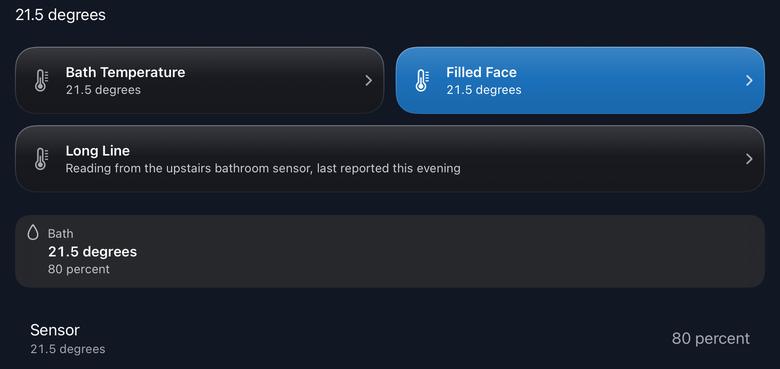 21.5 degrees
Bath Temperature
21.5 degrees
Filled Face
21.5 degrees
Long Line
Reading from the upstairs bathroom sensor, last reported this evening
Bath
21.5 degrees
80 percent
Sensor
21.5 degrees
80 percent